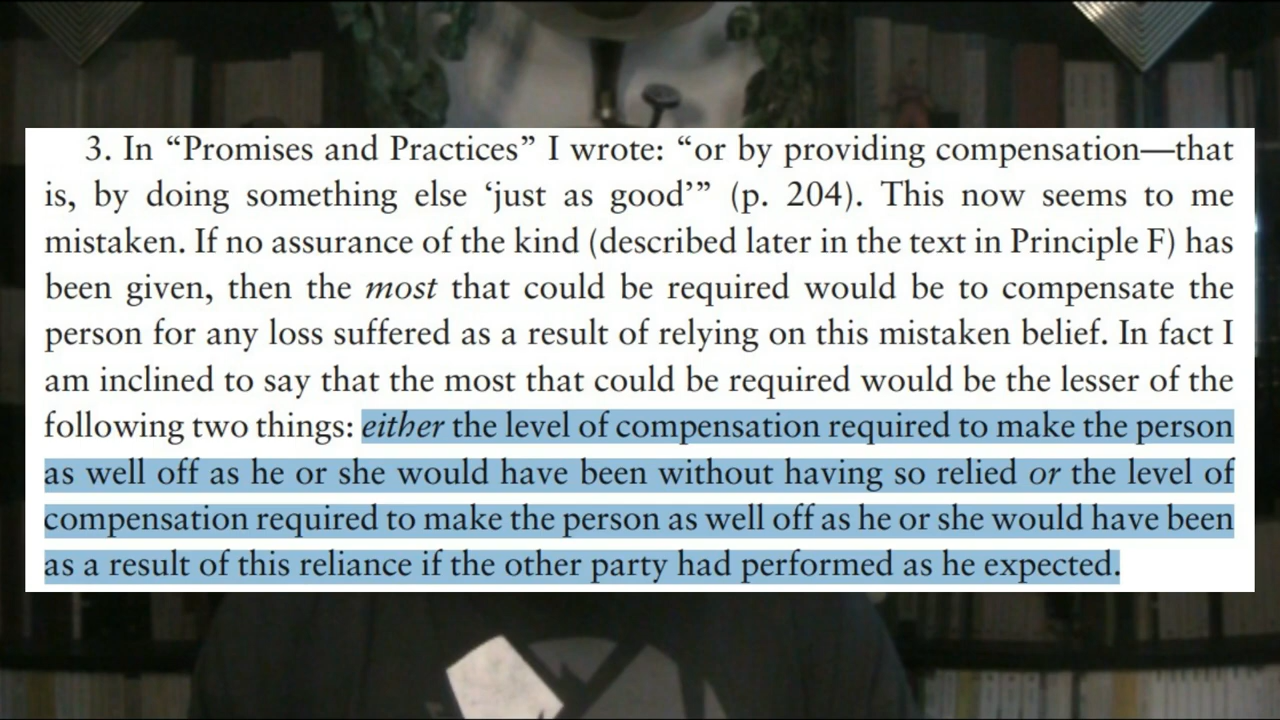 3. In “Promises and Practices” I wrote: “or by providing compensation—that
is, by doing something else ‘just as good’” (p. 204). This now seems to me
mistaken. If no assurance of the kind (described later in the text in Principle F) has
been given, then the most that could be required would be to compensate the
person for any loss suffered as a result of relying on this mistaken belief. In fact I
am inclined to say that the most that could be required would be the lesser of the
following two things: either the level of compensation required to make the person
as well off as he or she would have been without having so relied or the level of
compensation required to make the person as well off as he or she would have been
as a result of this reliance if the other party had performed as he expected.